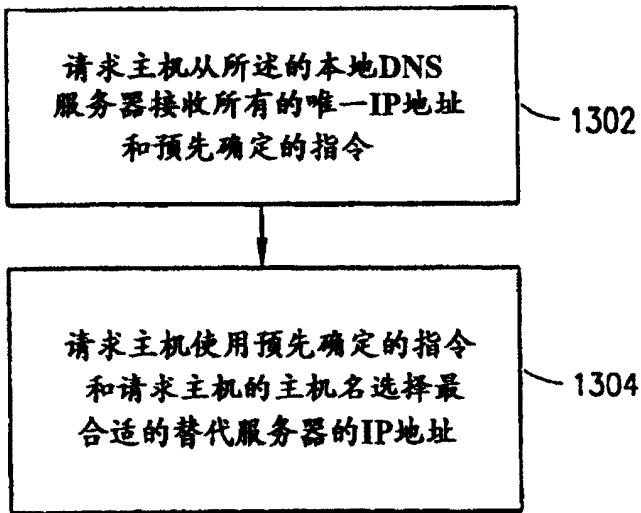 请求主机从所述的本地DNS
服务器接收所有的唯一IP地址
和预先确定的指令
1302
请求主机使用预先确定的指令
和请求主机的主机名选择最
合适的替代服务器的IP地址
1304